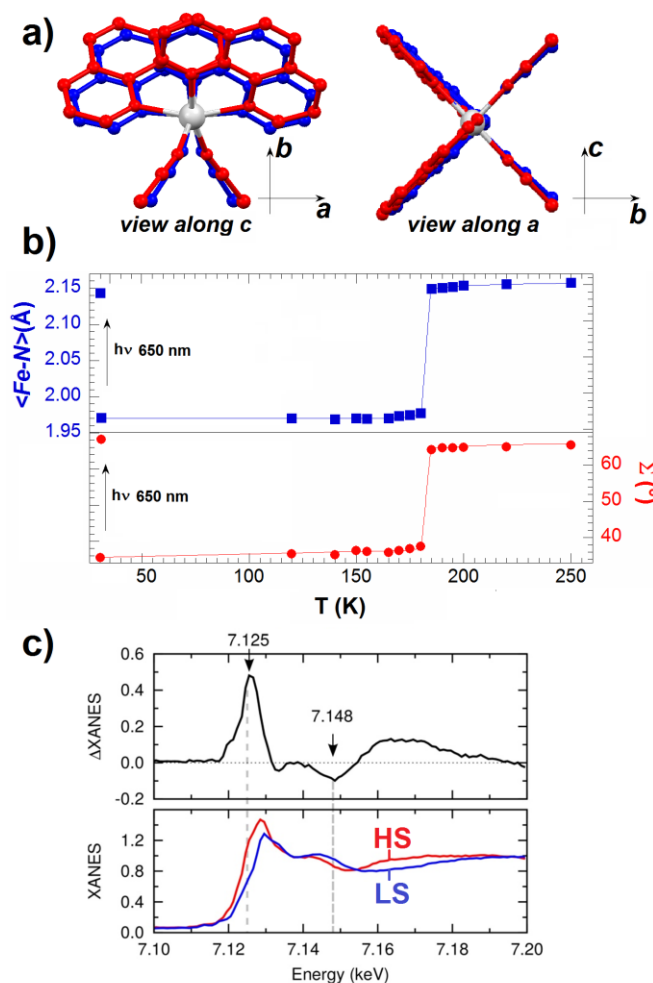 a)
b
a
view along c
c
b
view along a
b)
<Fe-N>(Å)
2.15
2.10
2.05
2.00
1.95
hν 650 nm
hν 650 nm
60
50
40
Σ(°)
50
100
150
200
250
T (K)
c)
7.125
7.148
ΔXANES
0.6
0.4
0.2
0.0
-0.2
XANES
1.2
0.8
0.4
0.0
HS
LS
7.10
7.12
7.14
7.16
7.18
7.20
Energy (keV)